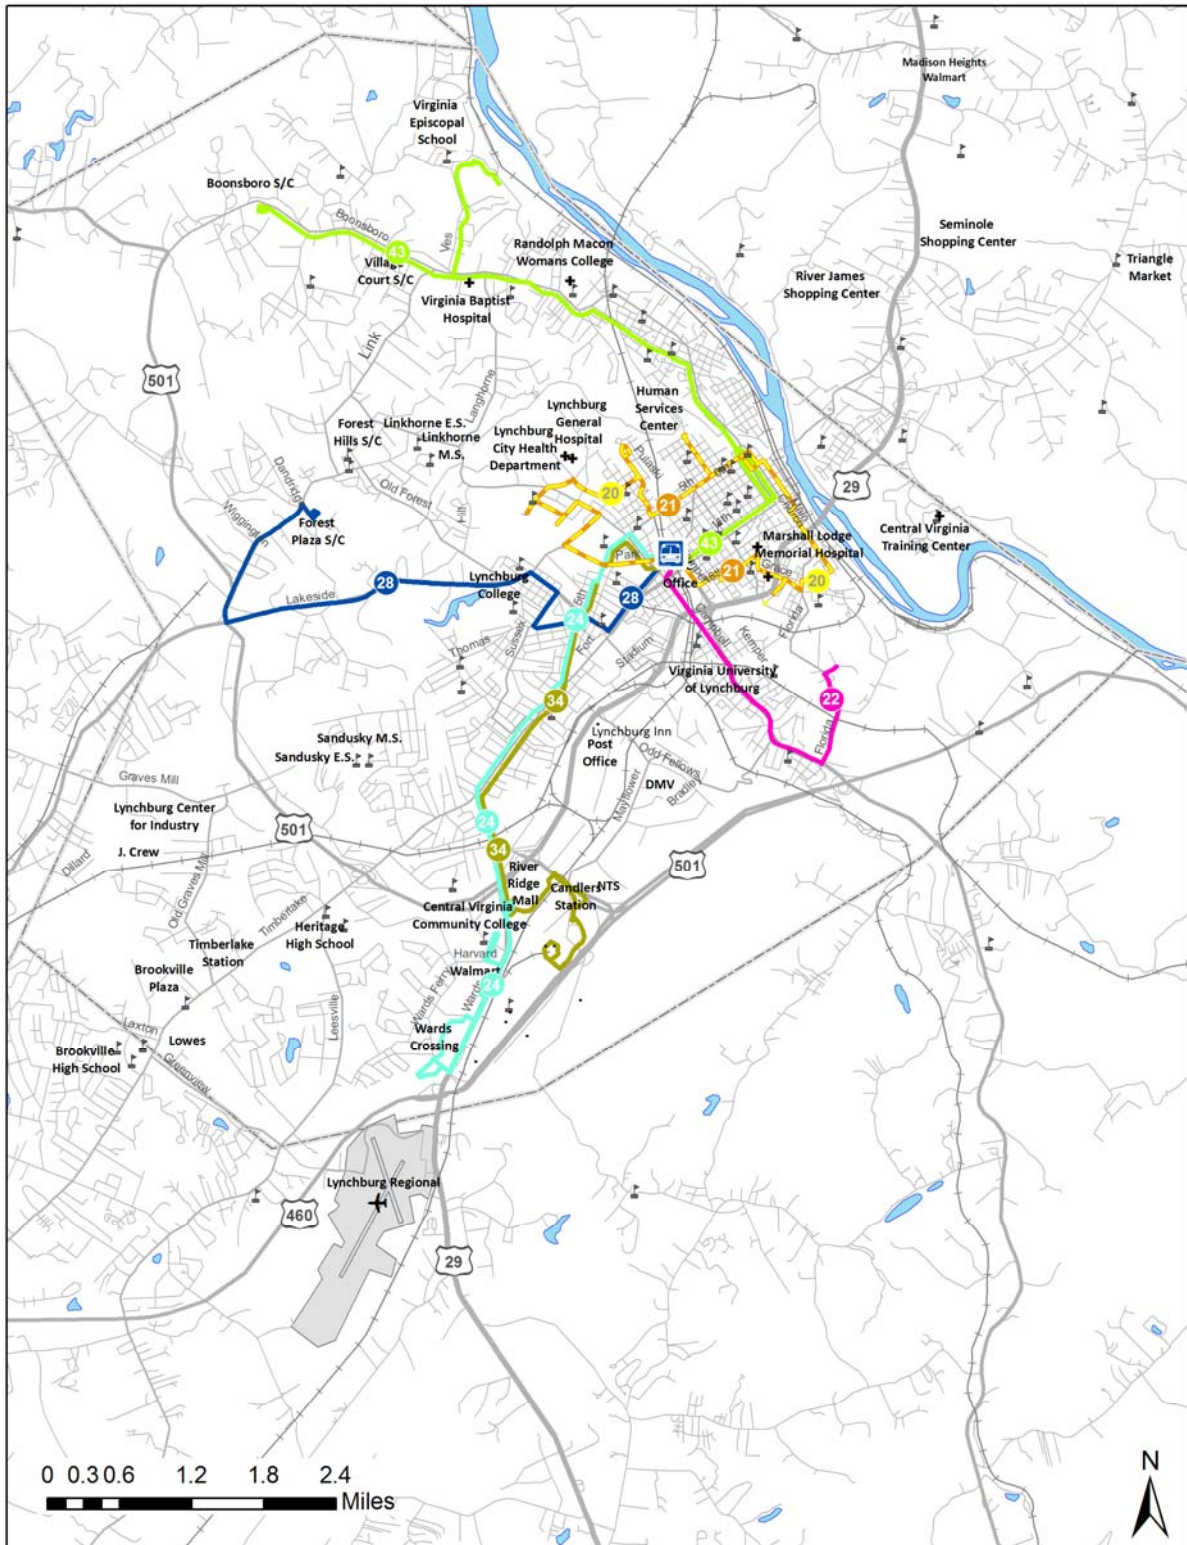 Madison Heights
Walmart
Virginia
Episcopal
School
Boonsboro S/C
Boonsboro
Ves
43
Village
Court S/C
Randolph Macon
Womans College
Seminole
Shopping Center
Triangle
Market
River James
Shopping Center
Virginia Baptist
Hospital
Link
501
Langhorne
Human
Services
Center
Lynchburg
General
Hospital
Forest
Hills S/C
Linkhorne E.S.
Linkhorne
M.S.
Lynchburg
City Health
Department
Pulaski
5th
Dandridge
Old Forest
Hill
20
21
29
Main
Church
Wiggington
Forest
Plaza S/C
Central Virginia
Training Center
43
Marshall Lodge
Memorial Hospital
Park
Grace
Office
21
20
28
Lakeside
Lynchburg
College
28
5th
24
Florida
Campbell
Kemper
Thomas
Sussex
Fort
Stadium
Virginia University
of Lynchburg
22
34
Florida
Lynchburg Inn
Post
Office
Odd Fellows
Sandusky M.S.
Sandusky E.S.
Graves Mill
DMV
Bradley
Mayflower
Lynchburg Center
for Industry
24
501
J. Crew
34
Dillard
501
Old Graves Mill
River
Ridge
Mall
Candlers
Station
NTS
Timberlake
Central Virginia
Community College
Heritage
High School
Timberlake
Station
Harvard
Walmart
Brookville
Plaza
Wards Ferry
Wards
24
Leesville
Laxton
Lowes
Wards
Crossing
Brookville
High School
Greenview
Lynchburg Regional
460
29
0 0.3 0.6 1.2 1.8 2.4
Miles
N